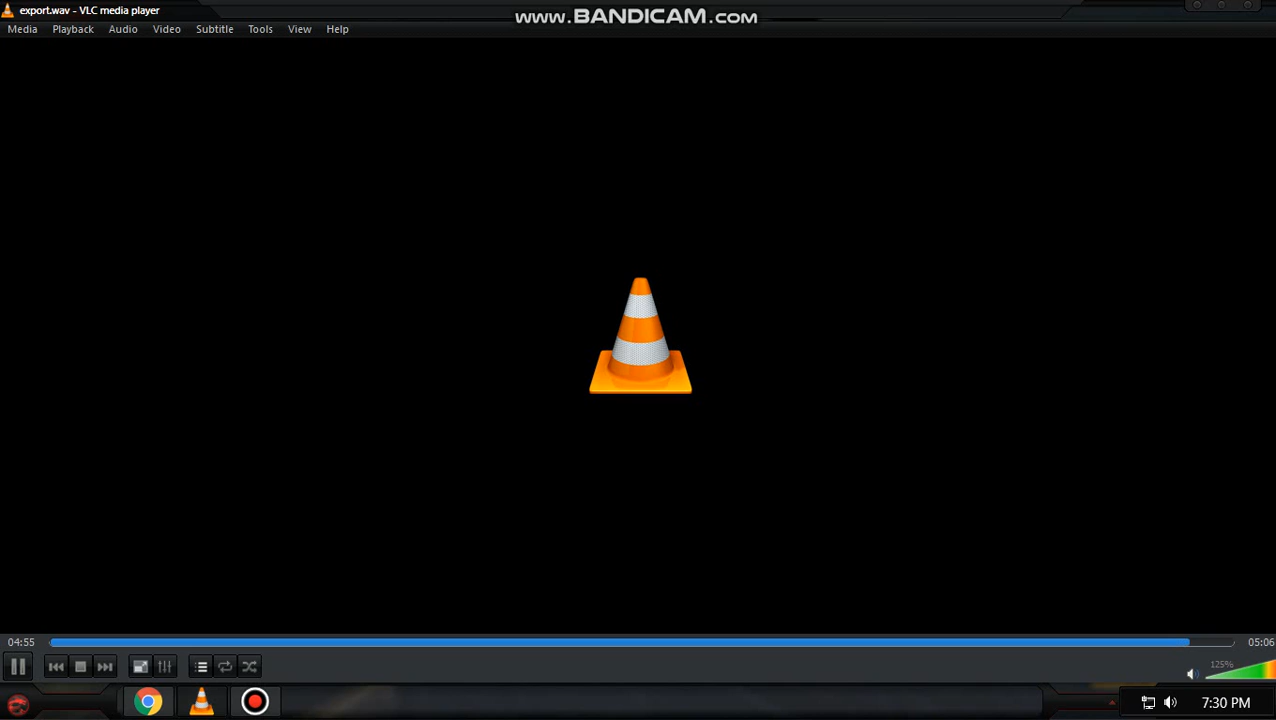 export.wav - VLC media player
www.BANDICAM.com
Media Playback Audio Video Subtitle Tools View Help
04:55
05:06
125%
7:30 PM